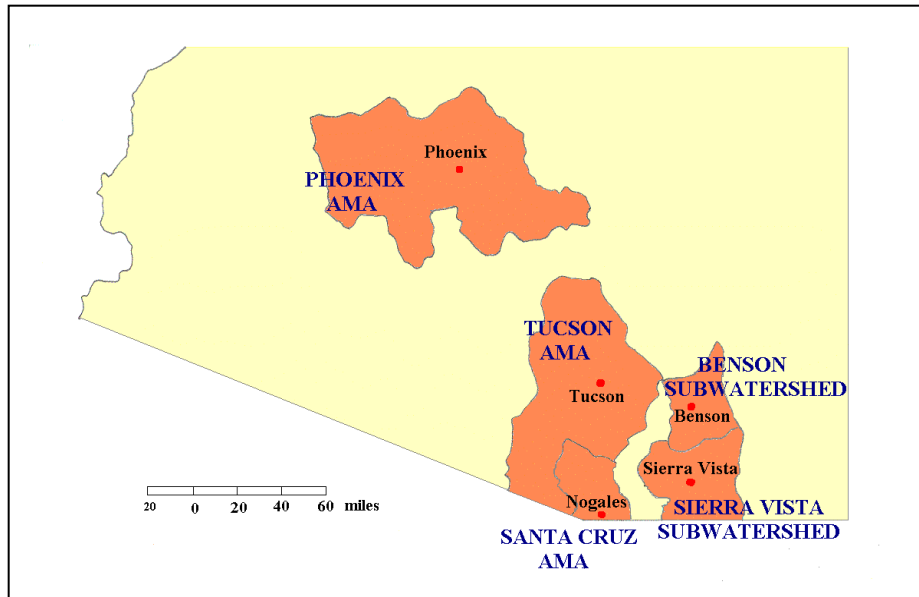 Phoenix
PHOENIX
AMA
TUCSON
AMA
Tucson
BENSON
SUBWATERSHED
Benson
Sierra Vista
Nogales
SIERRA VISTA
SUBWATERSHED
SANTA CRUZ
AMA
20 0 20 40 60 miles